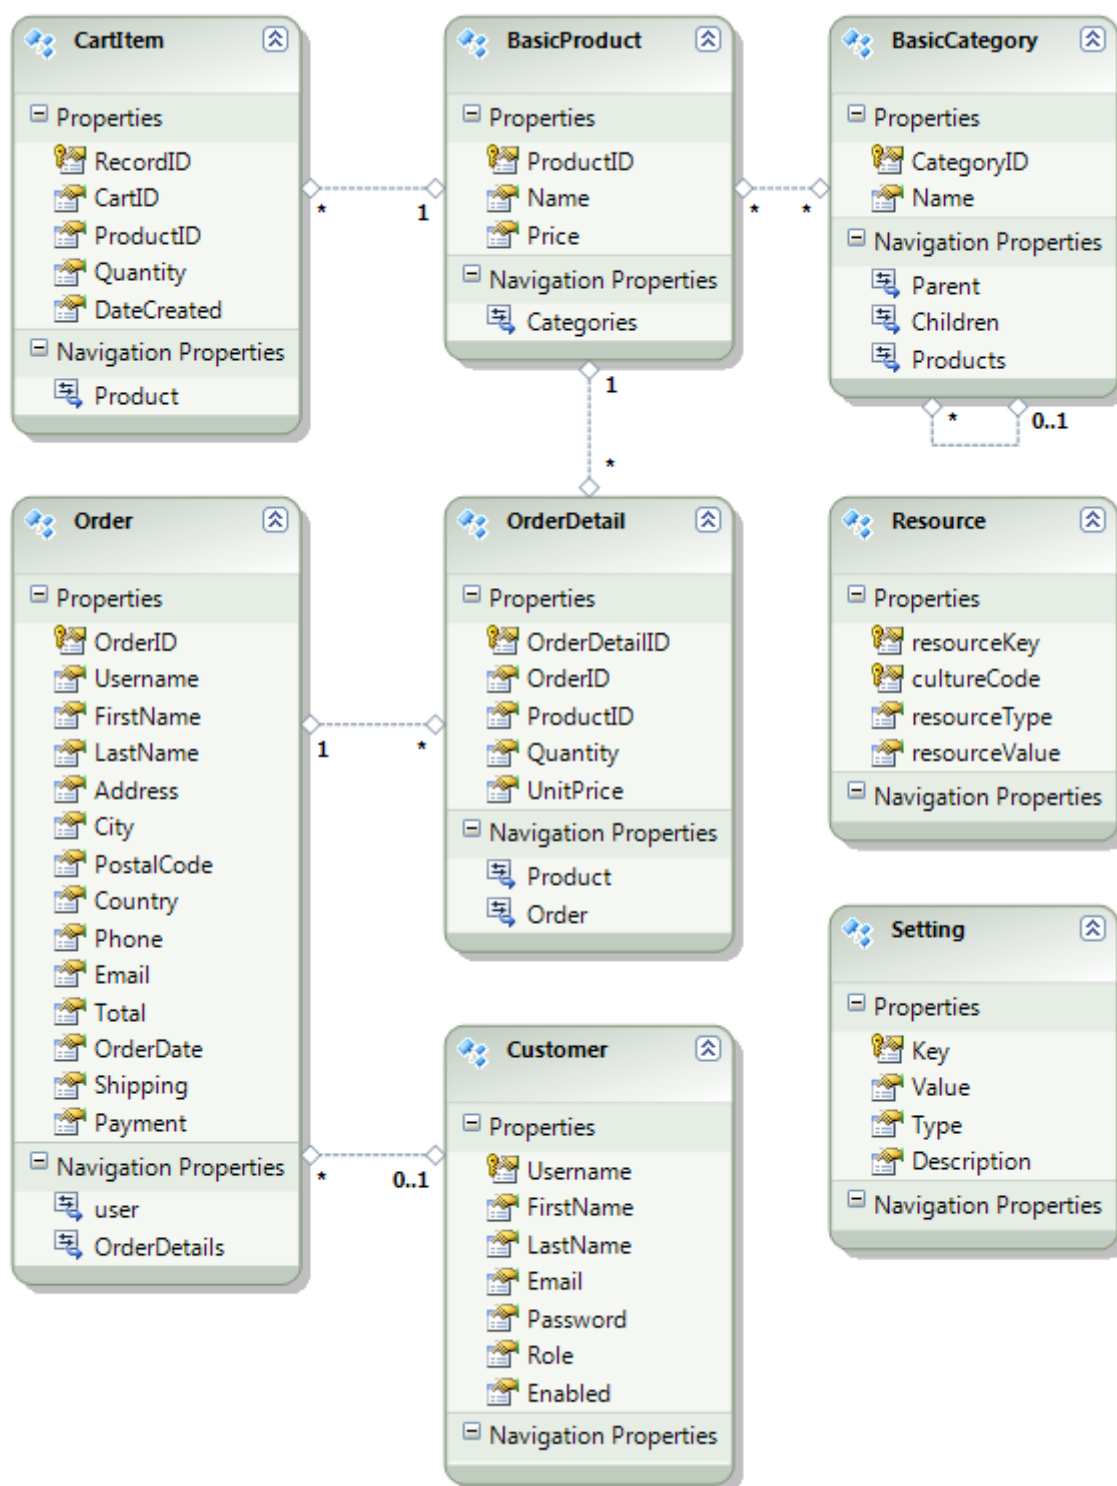 CartItem
Properties
RecordID
CartID
ProductID
Quantity
DateCreated
Navigation Properties
Product
* 1
BasicProduct
Properties
ProductID
Name
Price
Navigation Properties
Categories
* *
BasicCategory
Properties
CategoryID
Name
Navigation Properties
Parent
Children
Products
* 0..1
1
*
Order
Properties
OrderID
Username
FirstName
LastName
Address
City
PostalCode
Country
Phone
Email
Total
OrderDate
Shipping
Payment
Navigation Properties
user
OrderDetails
1 *
OrderDetail
Properties
OrderDetailID
OrderID
ProductID
Quantity
UnitPrice
Navigation Properties
Product
Order
Resource
Properties
resourceKey
cultureCode
resourceType
resourceValue
Navigation Properties
* 0..1
Customer
Properties
Username
FirstName
LastName
Email
Password
Role
Enabled
Navigation Properties
Setting
Properties
Key
Value
Type
Description
Navigation Properties